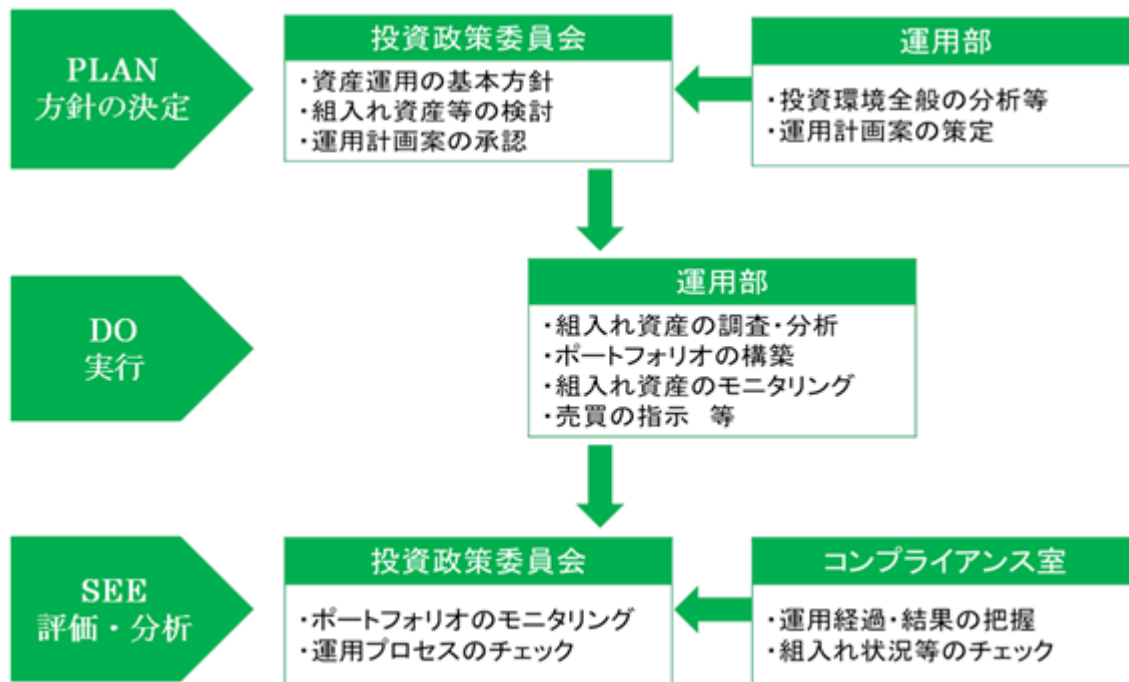 PLAN
方針の決定
投資政策委員会
・資産運用の基本方針
・組入れ資産等の検討
・運用計画案の承認
運用部
・投資環境全般の分析等
・運用計画案の策定
DO
実行
運用部
・組入れ資産の調査・分析
・ポートフォリオの構築
・組入れ資産のモニタリング
・売買の指示　等
SEE
評価・分析
投資政策委員会
・ポートフォリオのモニタリング
・運用プロセスのチェック
コンプライアンス室
・運用経過・結果の把握
・組入れ状況等のチェック